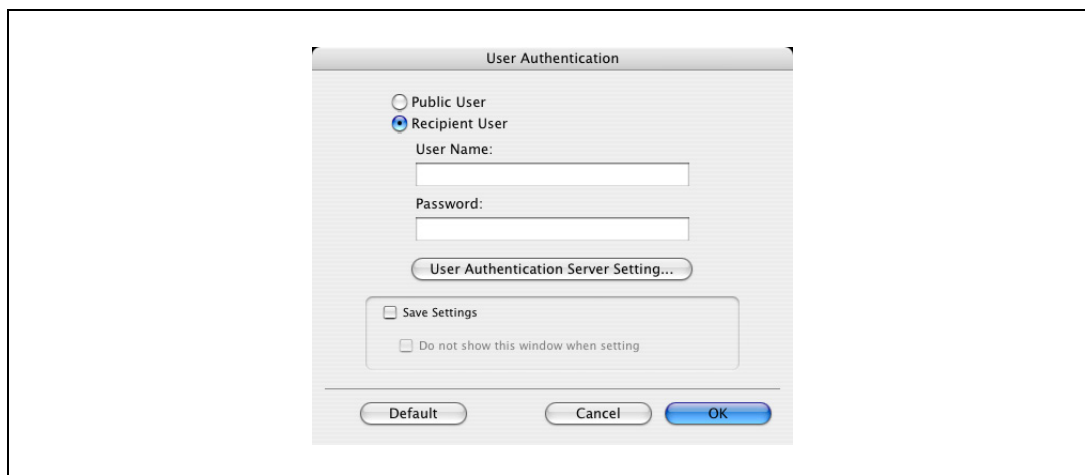 User Authentication
Public User
Recipient User
User Name:
Password:
User Authentication Server Setting...
Save Settings
Do not show this window when setting
Default Cancel OK